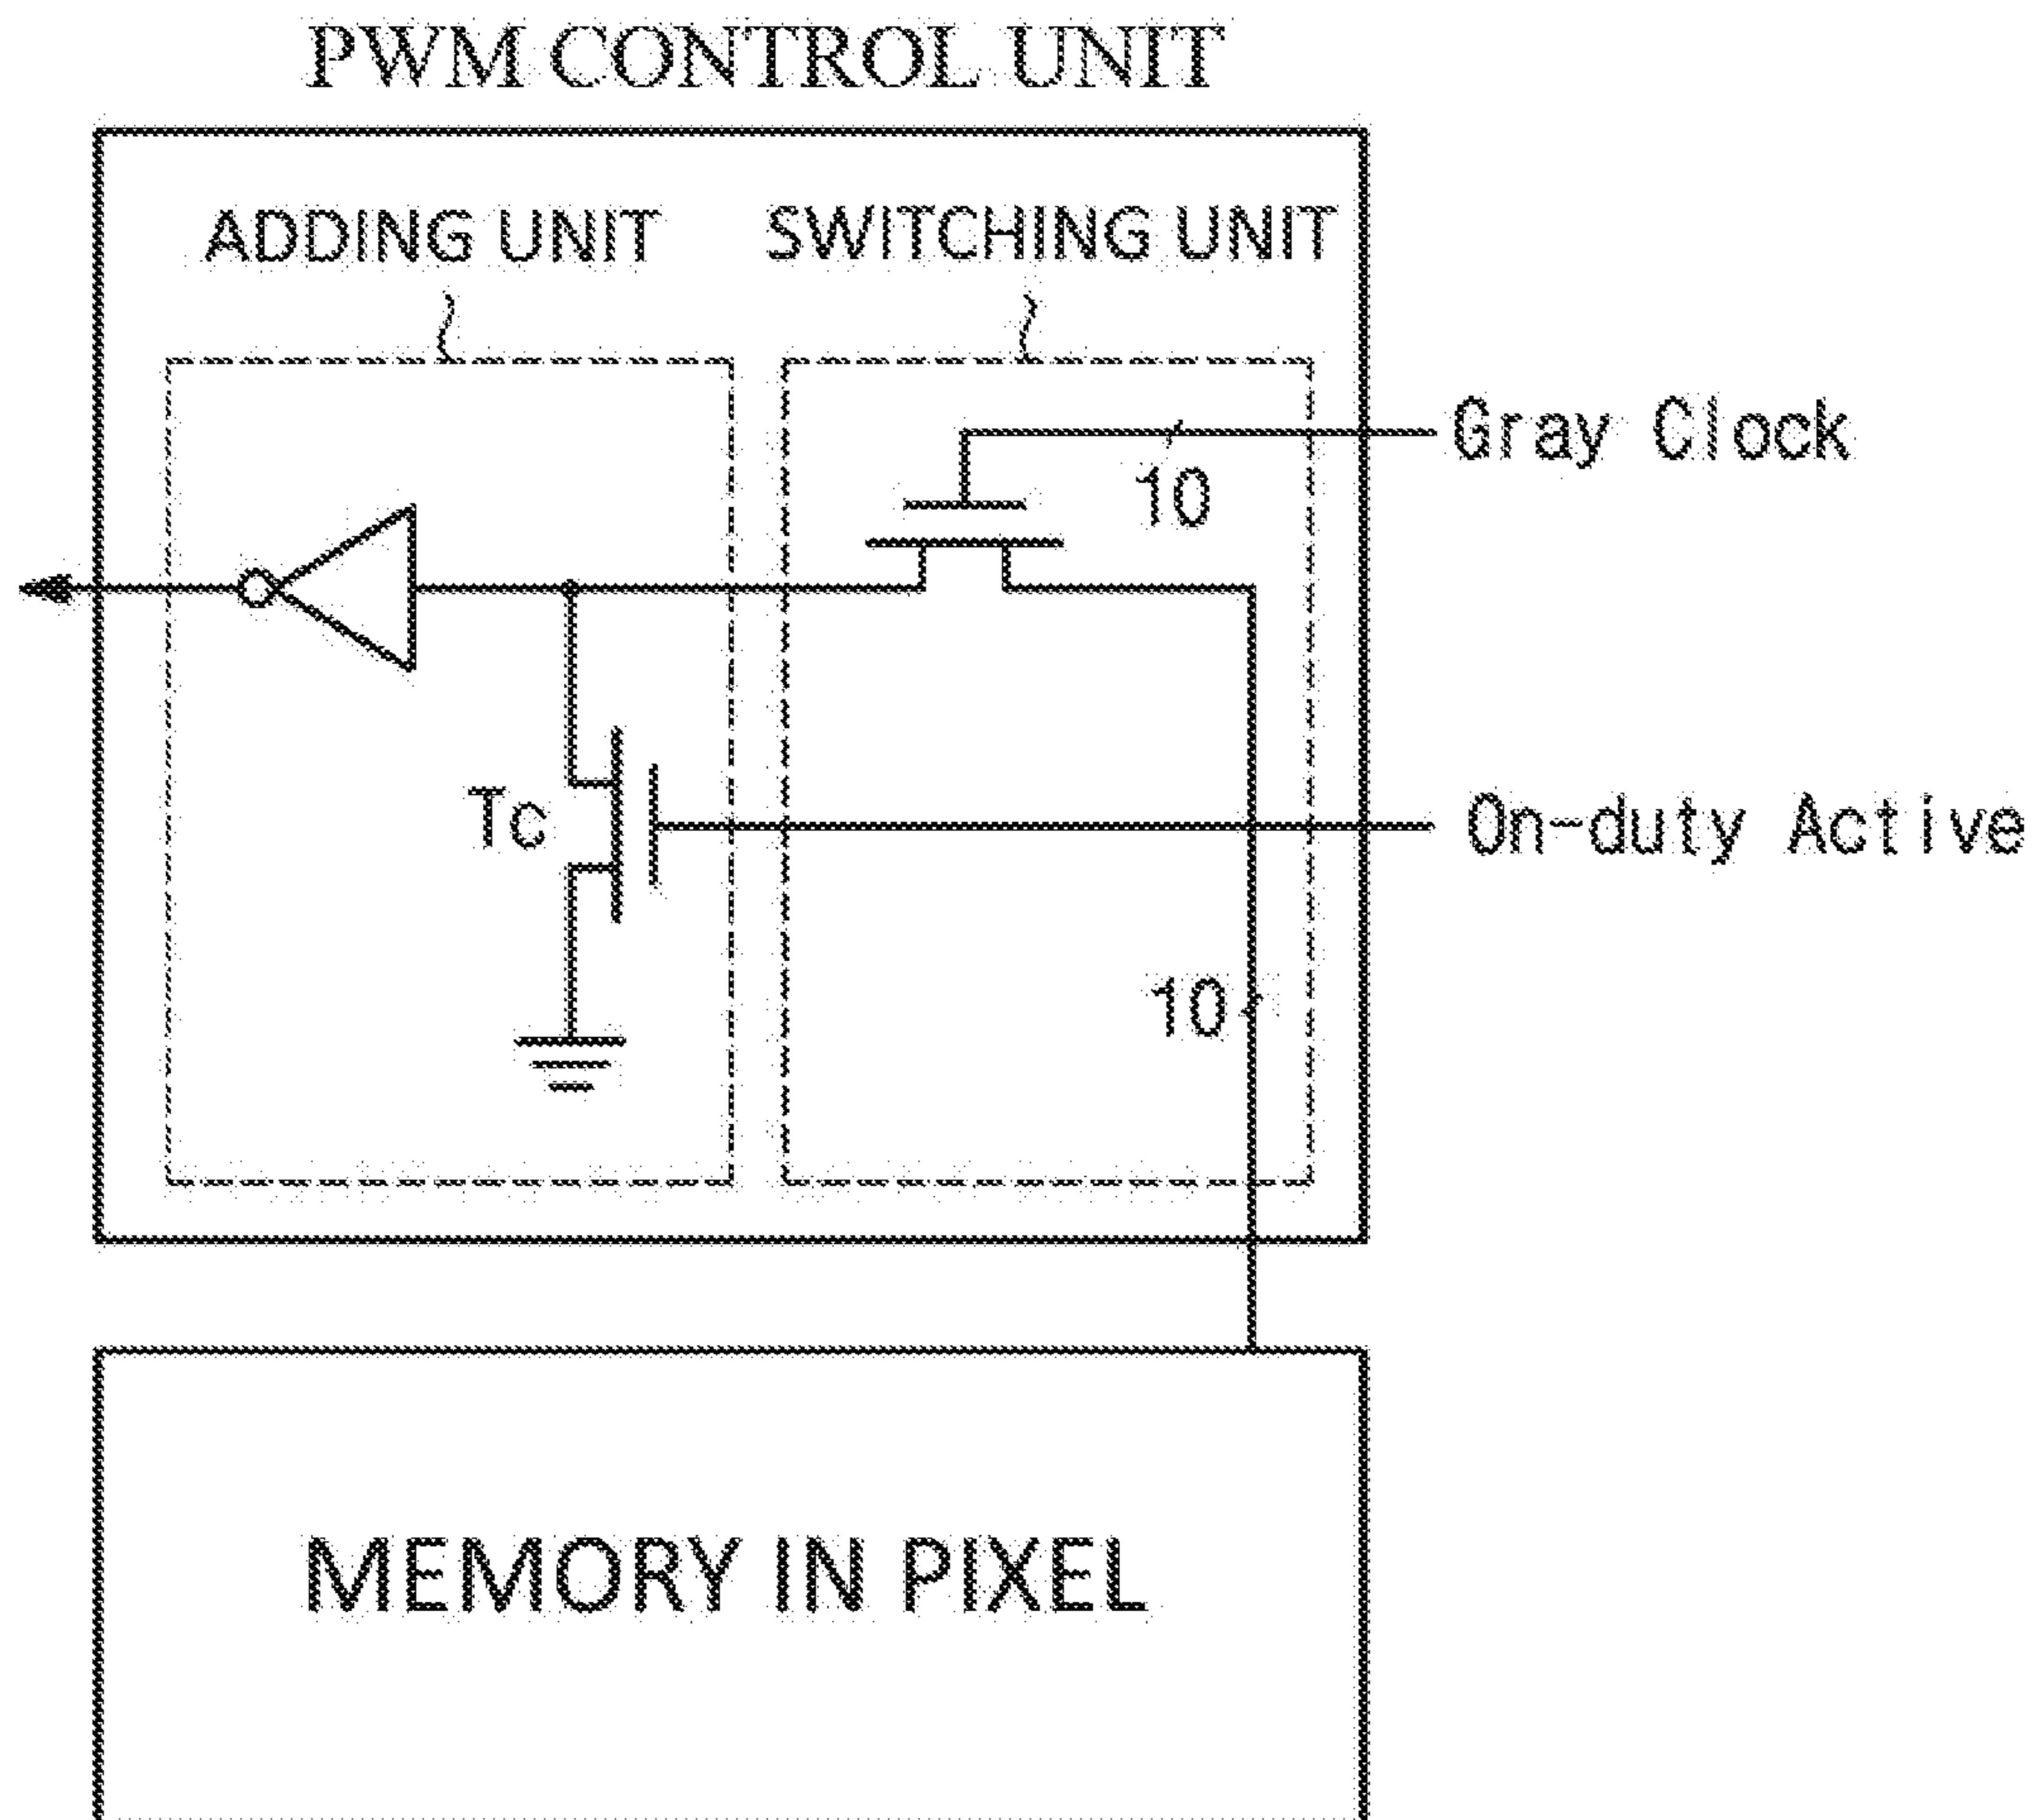 PWM CONTROL UNIT
ADDING UNIT
SWITCHING UNIT
Gray Clock
10
Tc
On-duty Active
10
MEMORY IN PIXEL